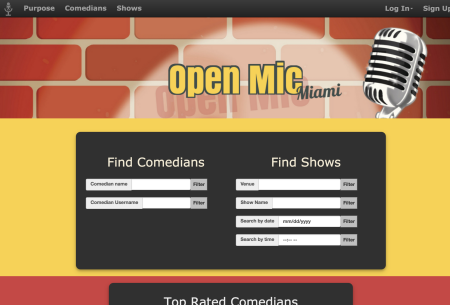 Purpose Comedians Shows Log In Sign Up
Open Mic
Miami
Find Comedians Find Shows
Comedian name Filter Venue Filter
Comedian Username Filter Show Name Filter
Search by date mm/dd/yyyy Filter
Search by time --:-- -- Filter
Top Rated Comedians